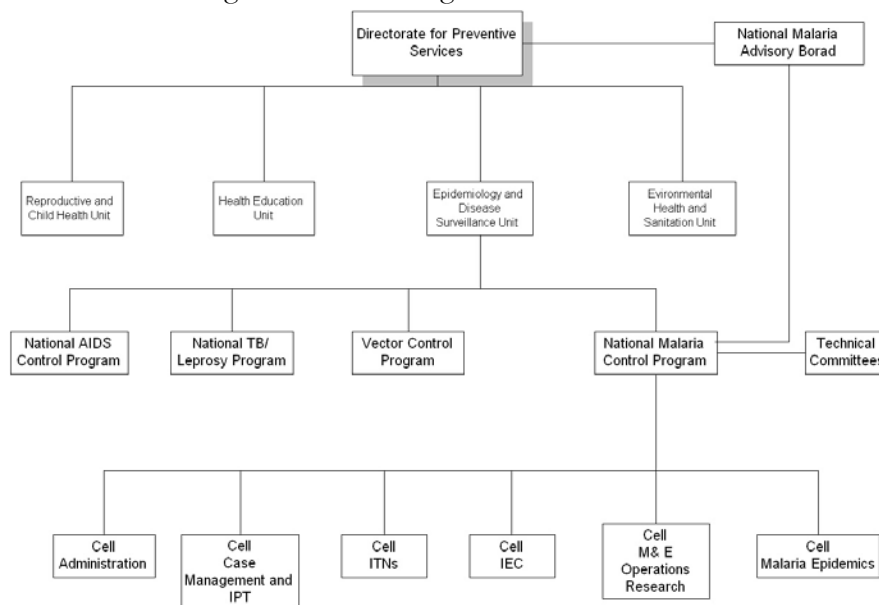 Directorate for Preventive
Services
National Malaria
Advisory Borad
Reproductive and
Child Health Unit
Health Education
Unit
Epidemiology and
Disease
Surveillance Unit
Evironmental
Health and
Sanitation Unit
National AIDS
Control Program
National TB/
Leprosy Program
Vector Control
Program
National Malaria
Control Program
Technical
Committees
Cell
Administration
Cell
Case
Management and
IPT
Cell
ITNs
Cell
IEC
Cell
M& E
Operations
Research
Cell
Malaria Epidemics